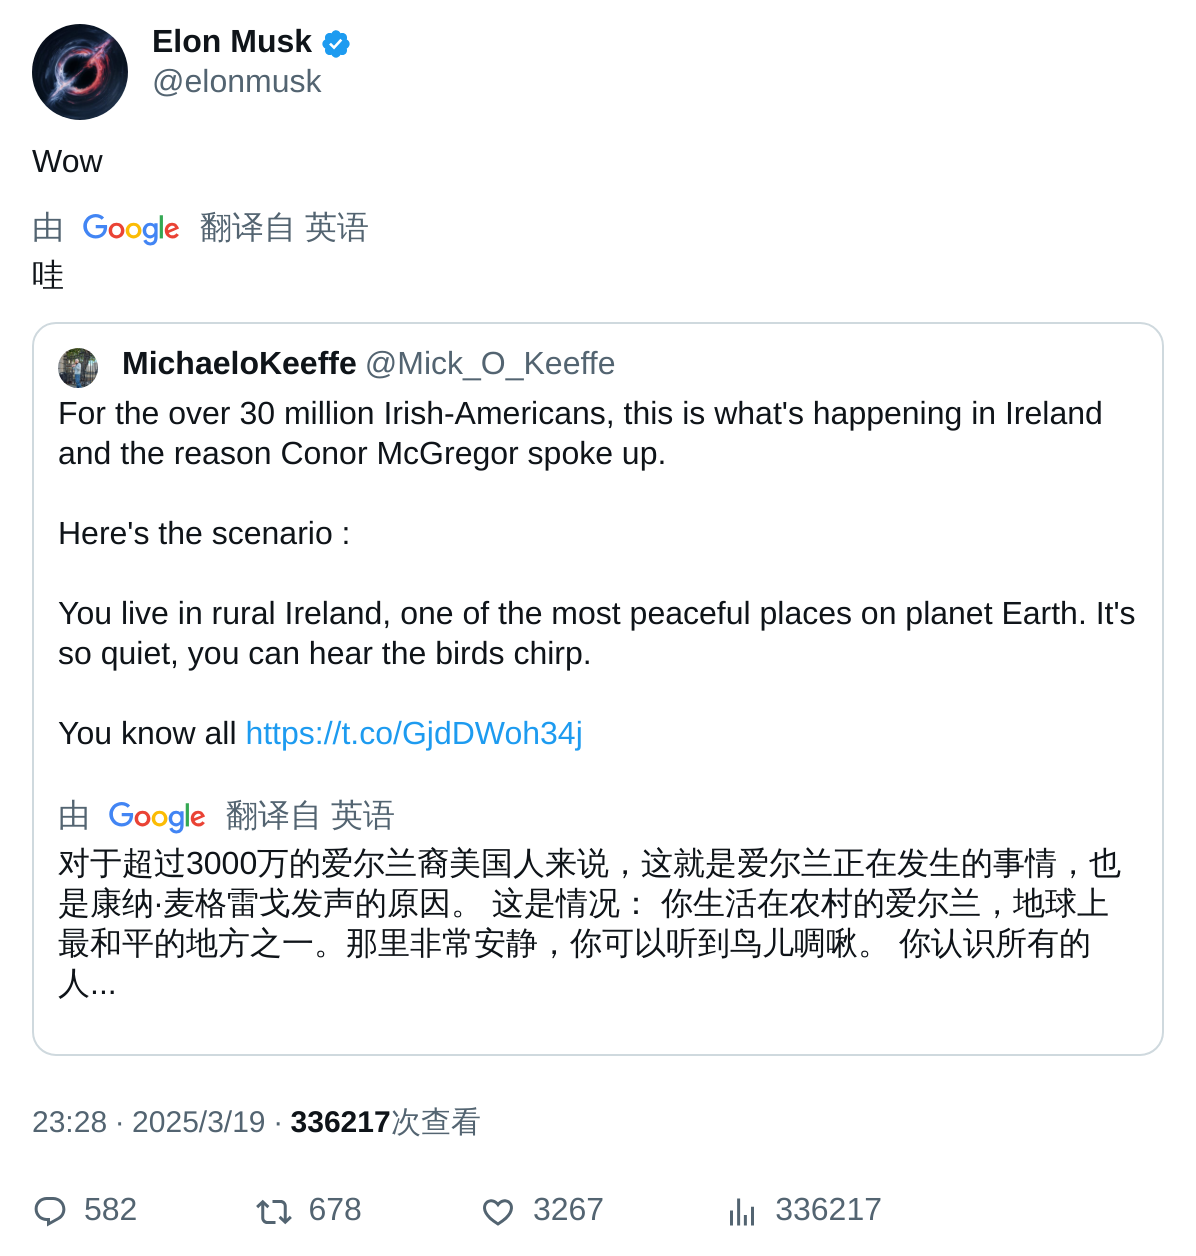 Elon Musk
@elonmusk
Wow
由 Google 翻译自 英语
哇
MichaeloKeeffe @Mick_O_Keeffe
For the over 30 million Irish-Americans, this is what's happening in Ireland
and the reason Conor McGregor spoke up.
Here's the scenario :
You live in rural Ireland, one of the most peaceful places on planet Earth. It's
so quiet, you can hear the birds chirp.
You know all https://t.co/GjdDWoh34j
由 Google 翻译自 英语
对于超过3000万的爱尔兰裔美国人来说，这就是爱尔兰正在发生的事情，也
是康纳·麦格雷戈发声的原因。 这是情况： 你生活在农村的爱尔兰，地球上
最和平的地方之一。那里非常安静，你可以听到鸟儿啁啾。 你认识所有的
人...
23:28 · 2025/3/19 · 336217次查看
582 678 3267 336217